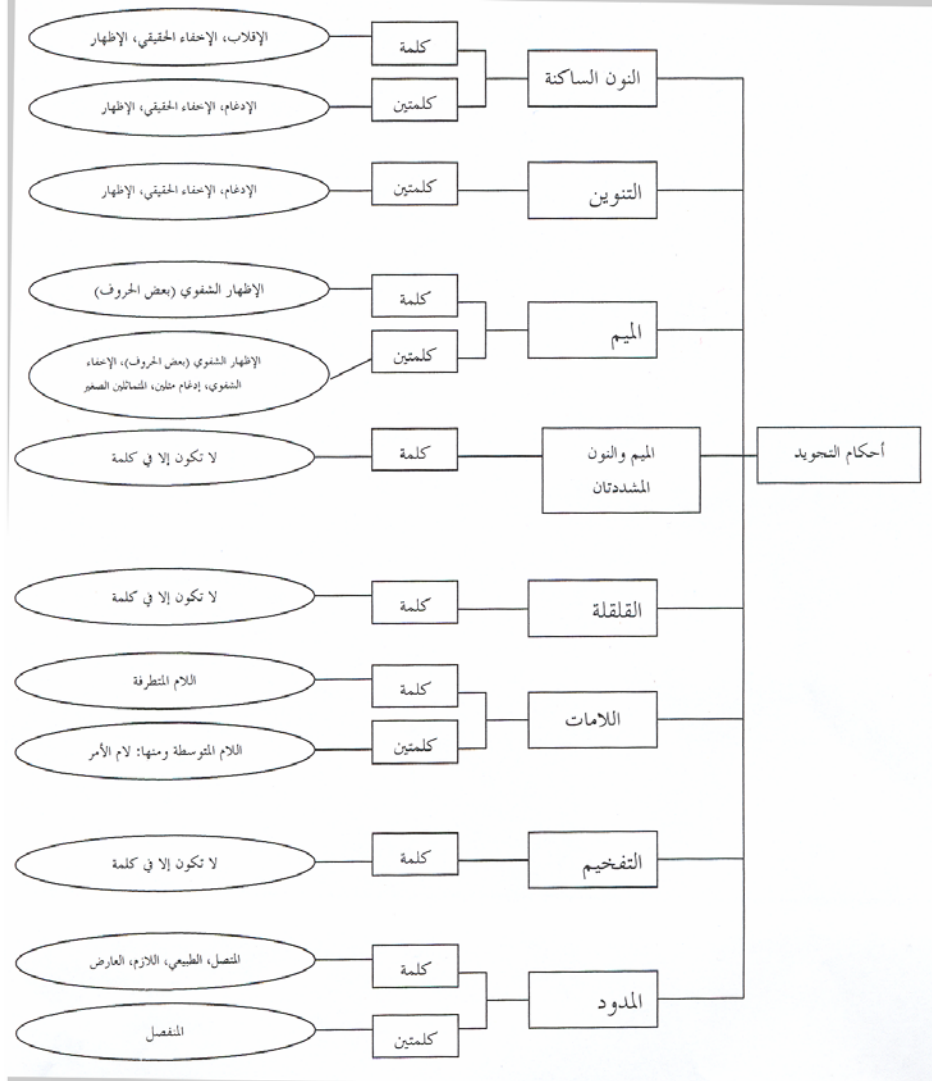 أحكام التجويد
النون الساكنة
كلمة
الإقلاب، الإخفاء الحقيقي، الإظهار
كلمتين
الإدغام، الإخفاء الحقيقي، الإظهار
التنوين
كلمتين
الإدغام، الإخفاء الحقيقي، الإظهار
الميم
كلمة
الإظهار الشفوي (بعض الحروف)
كلمتين
الإظهار الشفوي (بعض الحروف)، الإخفاء
الشفوي، إدغام مثلين، المتماثلين الصغير
الميم والنون
المشددتان
كلمة
لا تكون إلا في كلمة
القلقلة
كلمة
لا تكون إلا في كلمة
اللامات
كلمة
اللام المتطرفة
كلمتين
اللام المتوسطة ومنها: لام الأمر
التفخيم
كلمة
لا تكون إلا في كلمة
المدود
كلمة
المتصل، الطبيعي، اللازم، العارض
كلمتين
المنفصل